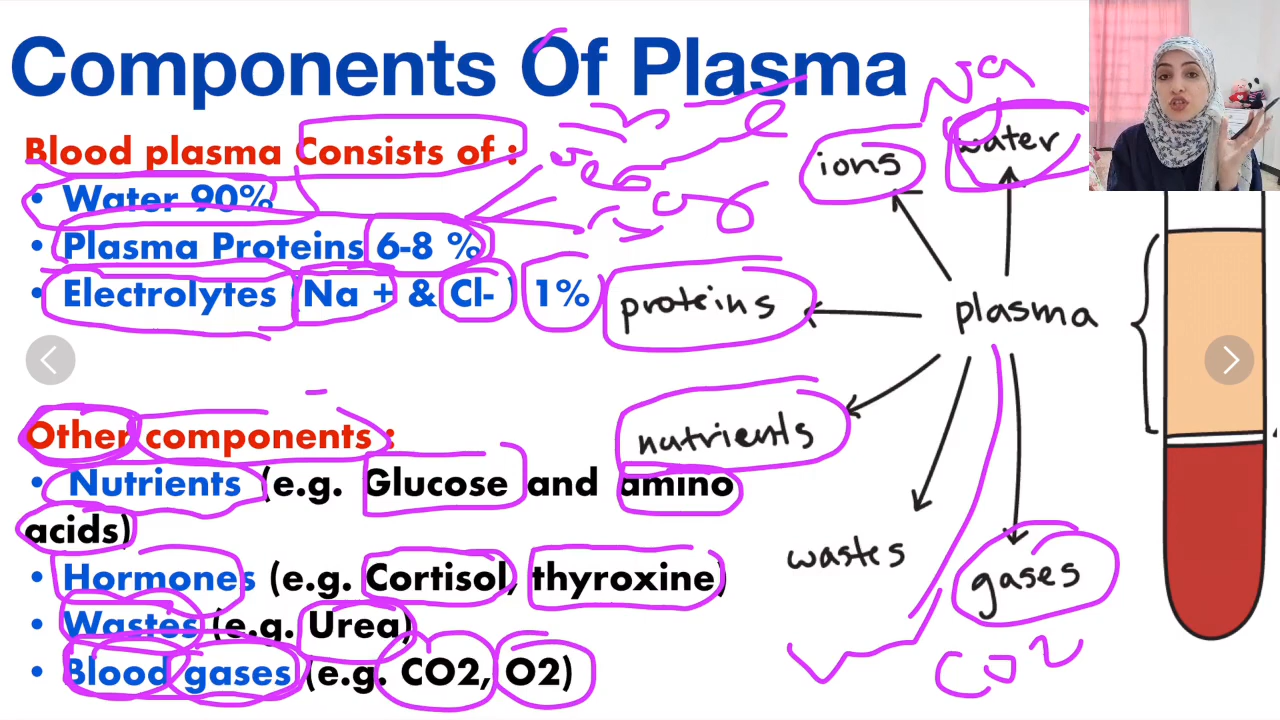 Components Of Plasma
Blood plasma Consists of :
• Water 90%
• Plasma Proteins 6-8 %
• Electrolytes (Na + & Cl- ) 1%
Other components :
• Nutrients (e.g. Glucose and amino
acids)
• Hormones (e.g. Cortisol, thyroxine)
• Wastes (e.g. Urea)
• Blood gases (e.g. CO2, O2)
Na
ions
water
proteins
plasma
nutrients
wastes
gases
CO2